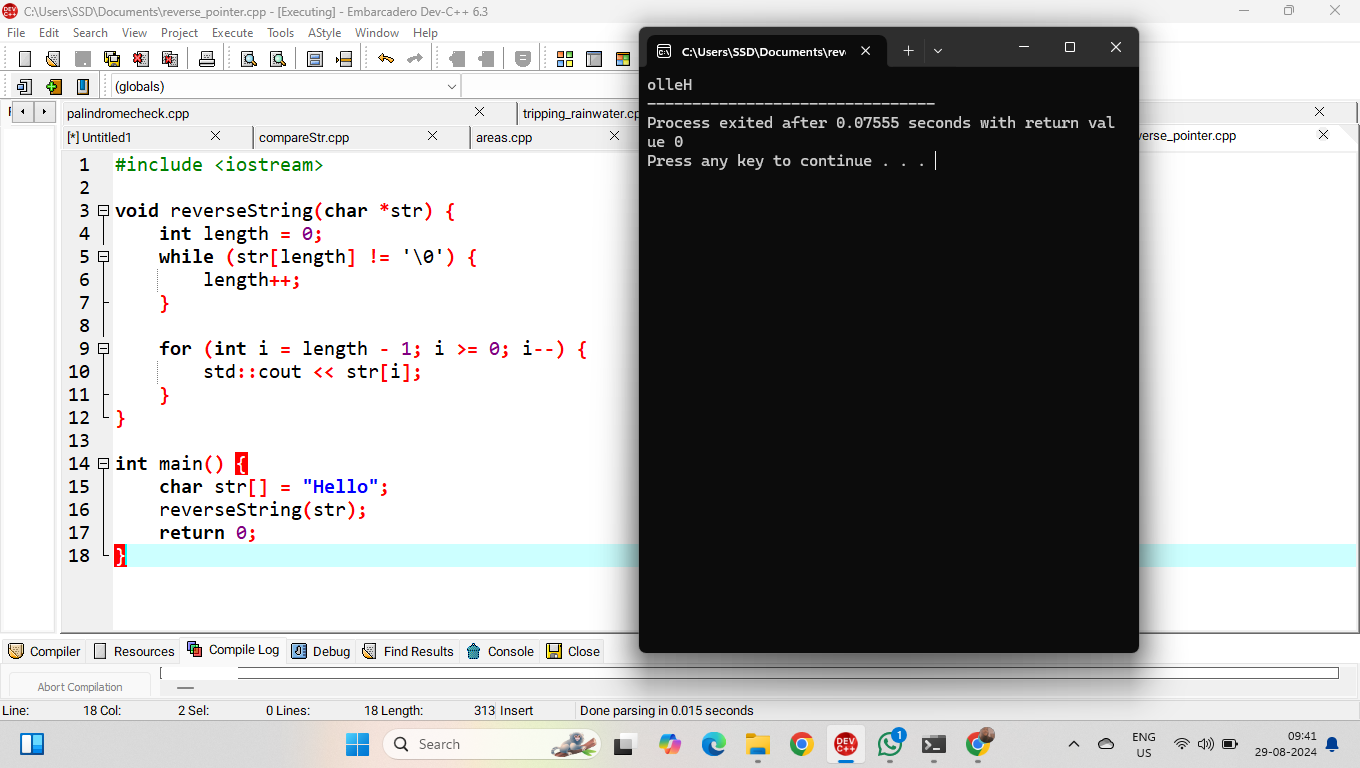 C:\Users\SSD\Documents\reverse_pointer.cpp - [Executing] - Embarcadero Dev-C++ 6.3
File Edit Search View Project Execute Tools AStyle Window Help
(globals)
palindromecheck.cpp
tripping_rainwater.cp
[*] Untitled1
compareStr.cpp
areas.cpp
verse_pointer.cpp
1 #include <iostream>
2
3 void reverseString(char *str) {
4 int length = 0;
5 while (str[length] != '\0') {
6 length++;
7 }
8
9 for (int i = length - 1; i >= 0; i--) {
10 std::cout << str[i];
11 }
12 }
13
14 int main() {
15 char str[] = "Hello";
16 reverseString(str);
17 return 0;
18 }
C:\Users\SSD\Documents\rev
olleH
--------------------------------
Process exited after 0.07555 seconds with return val
ue 0
Press any key to continue . . .
Compiler Resources Compile Log Debug Find Results Console Close
Abort Compilation
Line: 18 Col: 2 Sel: 0 Lines: 18 Length: 313 Insert Done parsing in 0.015 seconds
Search
DEV C++
1
ENG
US
09:41
29-08-2024